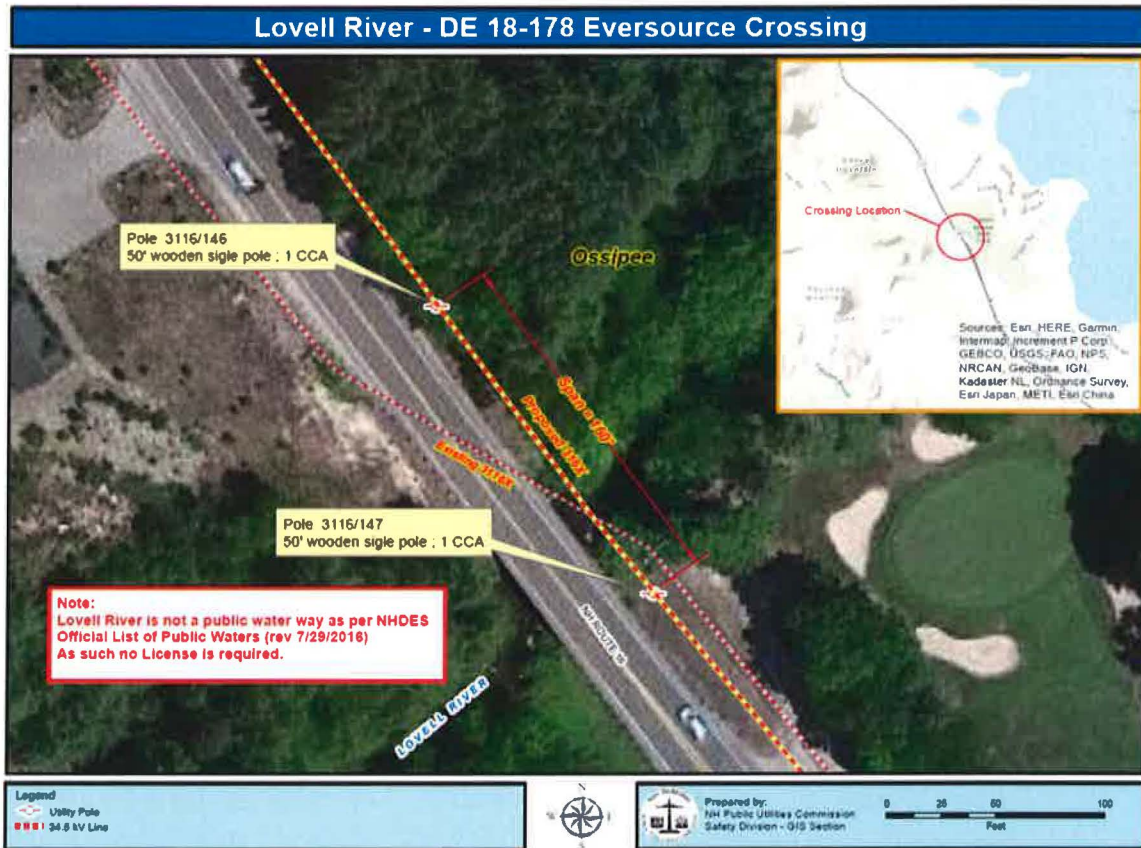 Lovell River - DE 18-178 Eversource Crossing
Pole 3116/146
50' wooden sigle pole ; 1 CCA
Ossipee
Crossing Location
Sources: Esri, HERE, Garmin,
Intermap, increment P Corp.,
GEBCO, USGS, FAO, NPS,
NRCAN, GeoBase, IGN,
Kadaster NL, Ordnance Survey,
Esri Japan, METI, Esri China
Span
Proposed
Existing 3116X
Pole 3116/147
50' wooden sigle pole ; 1 CCA
Note:
Lovell River is not a public water way as per NHDES
Official List of Public Waters (rev 7/29/2016)
As such no License is required.
NH ROUTE 16
LOVELL RIVER
Legend
Utility Pole
34.5 kV Line
N
W
E
S
Prepared by:
NH Public Utilities Commission
Safety Division - GIS Section
0 25 50 100
Feet